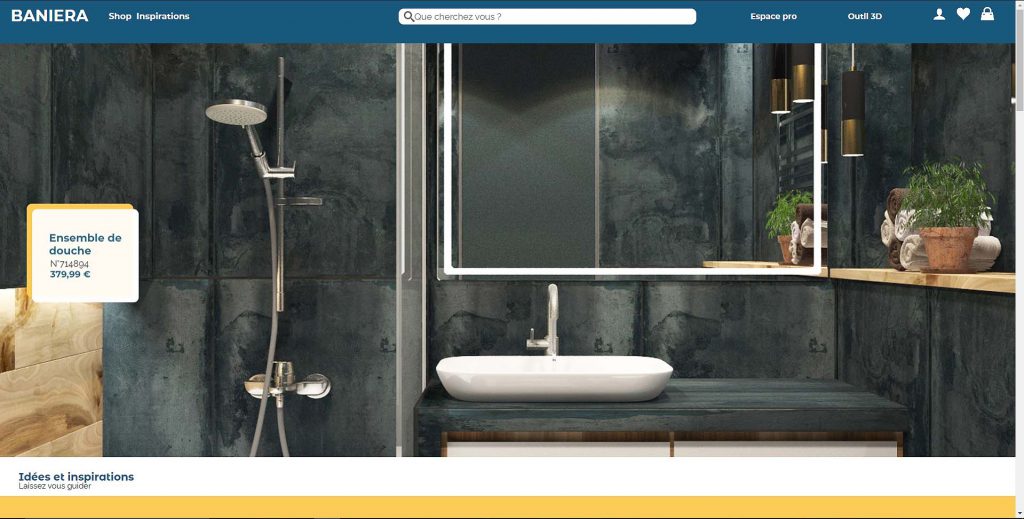 BANIERA Shop Inspirations Que cherchez vous ? Espace pro Outil 3D
Ensemble de
douche
N°714894
379,99 €
Idées et inspirations
Laissez vous guider